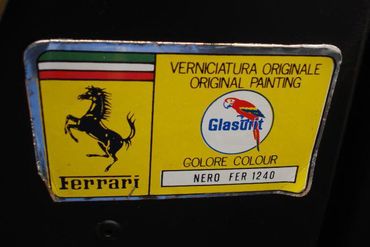 VERNICIATURA ORIGINALE
ORIGINAL PAINTING
Glasurit
COLORE COLOUR
NERO FER 1240
Ferrari